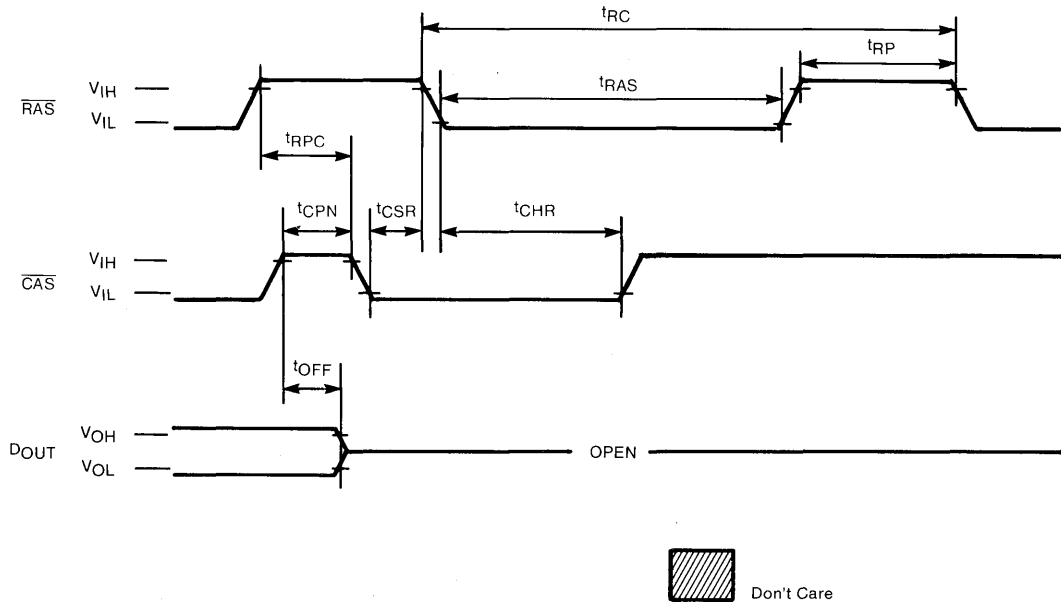 tRC
tRP
tRAS
RAS
VIH
VIL
tRPC
tCPN
tCSR
tCHR
CAS
VIH
VIL
tOFF
DOUT
VOH
VOL
OPEN
Don't Care